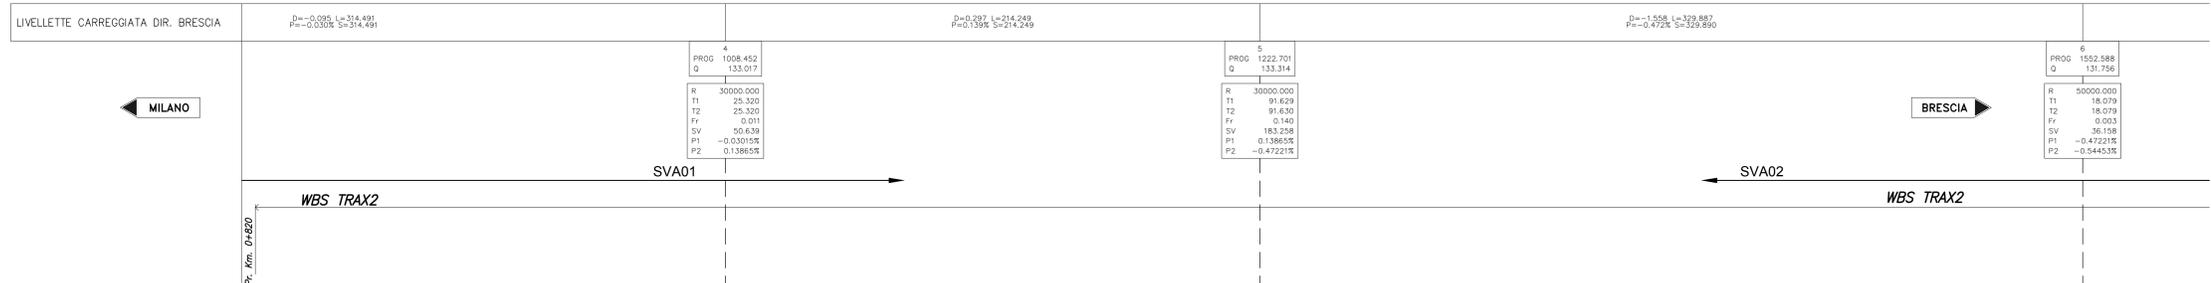 LIVELLETTE CARREGGIATA DIR. BRESCIA
D=-0.095 L=314.491
P=-0.030% S=314.491
D=0.297 L=214.249
P=0.139% S=214.249
D=-1.558 L=329.887
P=-0.472% S=329.890
4
PROG 1008.452
Q 133.017
5
PROG 1222.701
Q 133.314
6
PROG 1552.588
Q 131.756
MILANO
R 30000.000
T1 25.320
T2 25.320
Fr 0.011
SV 50.639
P1 -0.03015%
P2 0.13865%
R 30000.000
T1 91.629
T2 91.630
Fr 0.140
SV 183.258
P1 0.13865%
P2 -0.47221%
BRESCIA
R 50000.000
T1 18.079
T2 18.079
Fr 0.003
SV 36.158
P1 -0.47221%
P2 -0.54453%
SVA01
SVA02
WBS TRAX2
WBS TRAX2
Pr. Km. 0+820